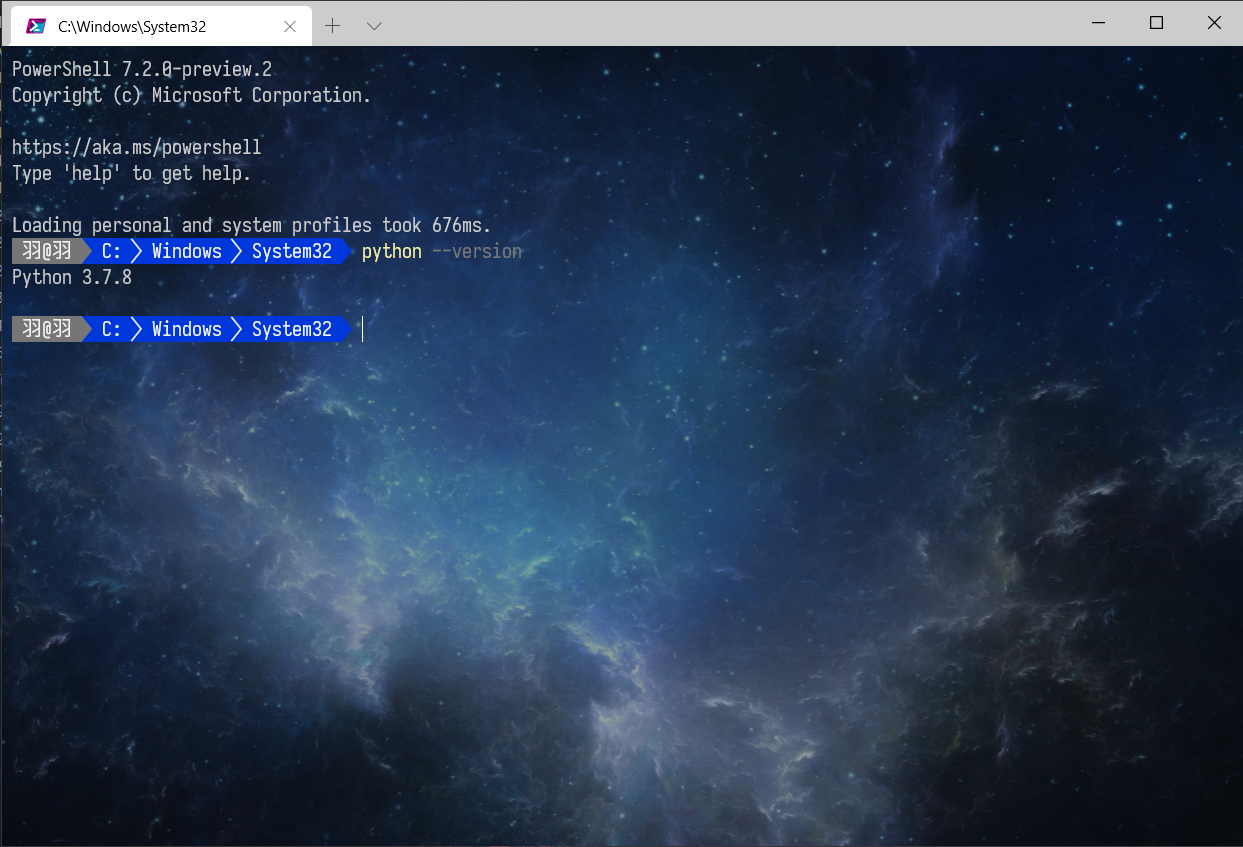 C:\Windows\System32
PowerShell 7.2.0-preview.2
Copyright (c) Microsoft Corporation.
https://aka.ms/powershell
Type 'help' to get help.
Loading personal and system profiles took 676ms.
羽@羽 C: Windows System32 python --version
Python 3.7.8
羽@羽 C: Windows System32